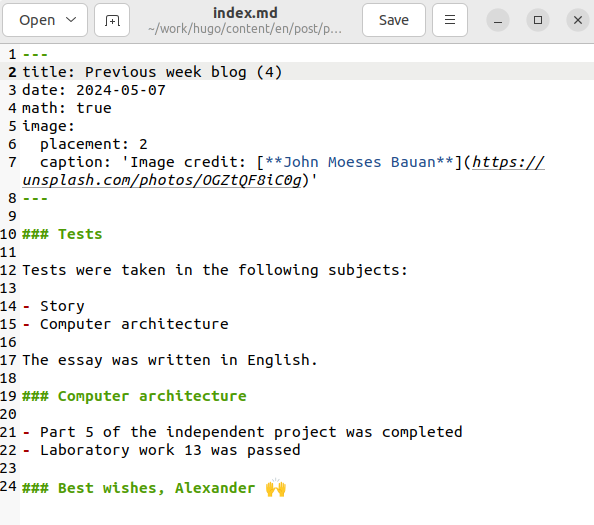 Open
index.md
~/work/hugo/content/en/post/p...
Save
1 ---
2 title: Previous week blog (4)
3 date: 2024-05-07
4 math: true
5 image:
6   placement: 2
7   caption: 'Image credit: [**John Moeses Bauan**](https://
unsplash.com/photos/OGZtQF8iC0g)'
8 ---
9
10 ### Tests
11
12 Tests were taken in the following subjects:
13
14 - Story
15 - Computer architecture
16
17 The essay was written in English.
18
19 ### Computer architecture
20
21 - Part 5 of the independent project was completed
22 - Laboratory work 13 was passed
23
24 ### Best wishes, Alexander 🙌